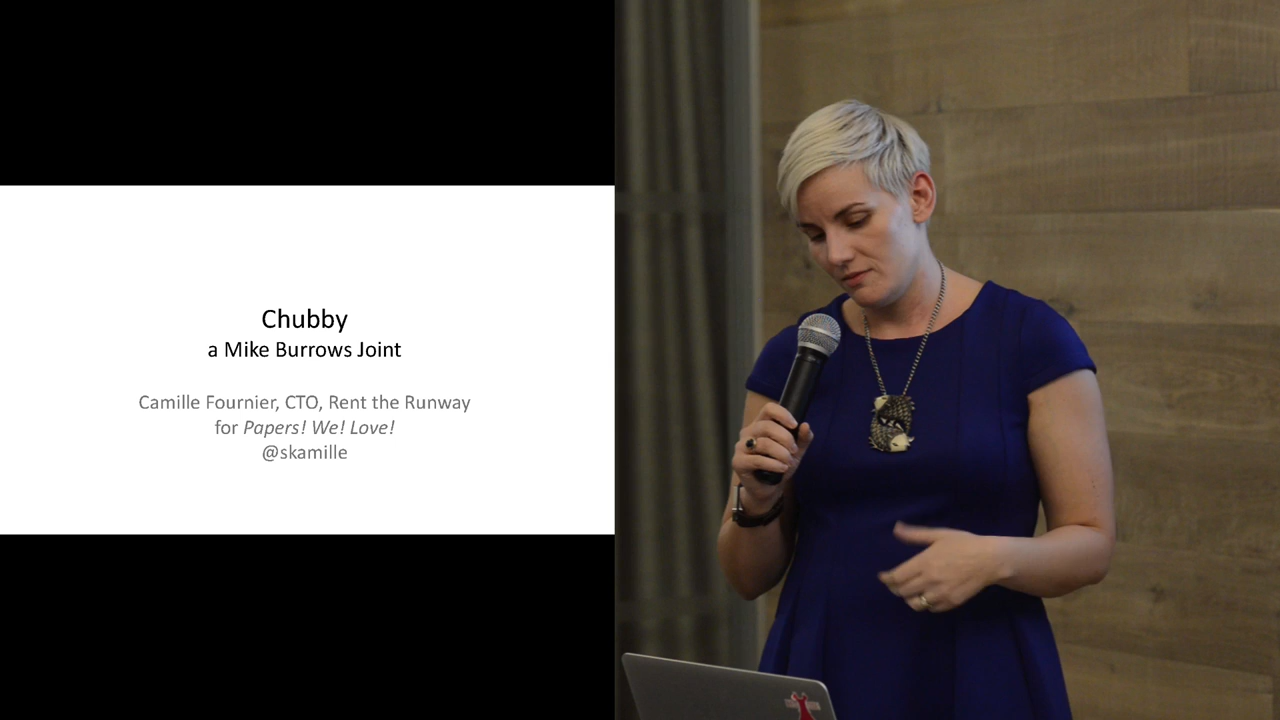 Chubby
a Mike Burrows Joint
Camille Fournier, CTO, Rent the Runway
for Papers! We! Love!
@skamille